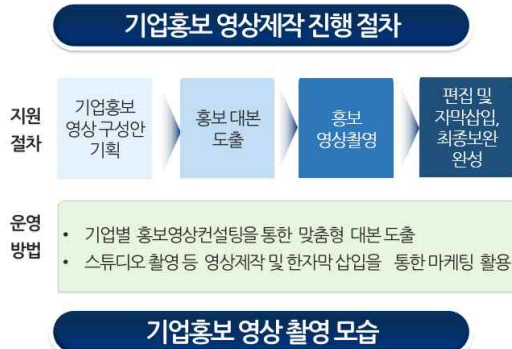 기업홍보 영상제작 진행 절차
지원
절차
기업홍보
영상 구성안
기획
홍보 대본
도출
홍보
영상촬영
편집 및
자막삽입,
최종보완
완성
운영
방법
• 기업별 홍보영상컨설팅을 통한 맞춤형 대본 도출
• 스튜디오 촬영 등 영상제작 및 한자막 삽입을 통한 마케팅 활용
기업홍보 영상 촬영 모습